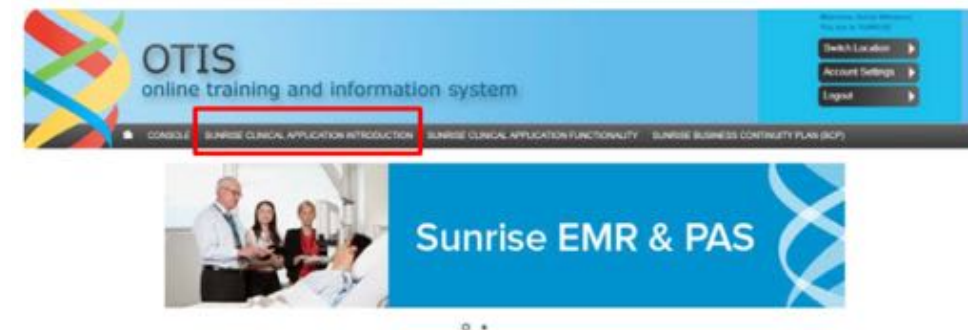 OTIS
online training and information system
Switch Location
Account Settings
Logout
CONSOLE SUNRISE CLINICAL APPLICATION INTRODUCTION SUNRISE CLINICAL APPLICATION FUNCTIONALITY SUNRISE BUSINESS CONTINUITY PLAN (BCP)
Sunrise EMR & PAS